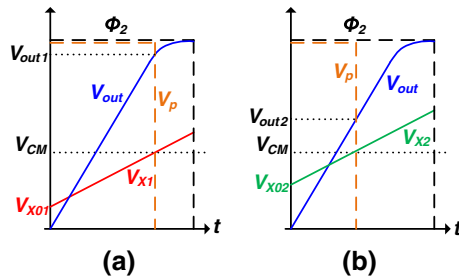 Φ2
Vout1
Vout
Vp
VCM
VX1
VX01
t
(a)
Φ2
Vp
Vout
Vout2
VCM
VX2
VX02
t
(b)